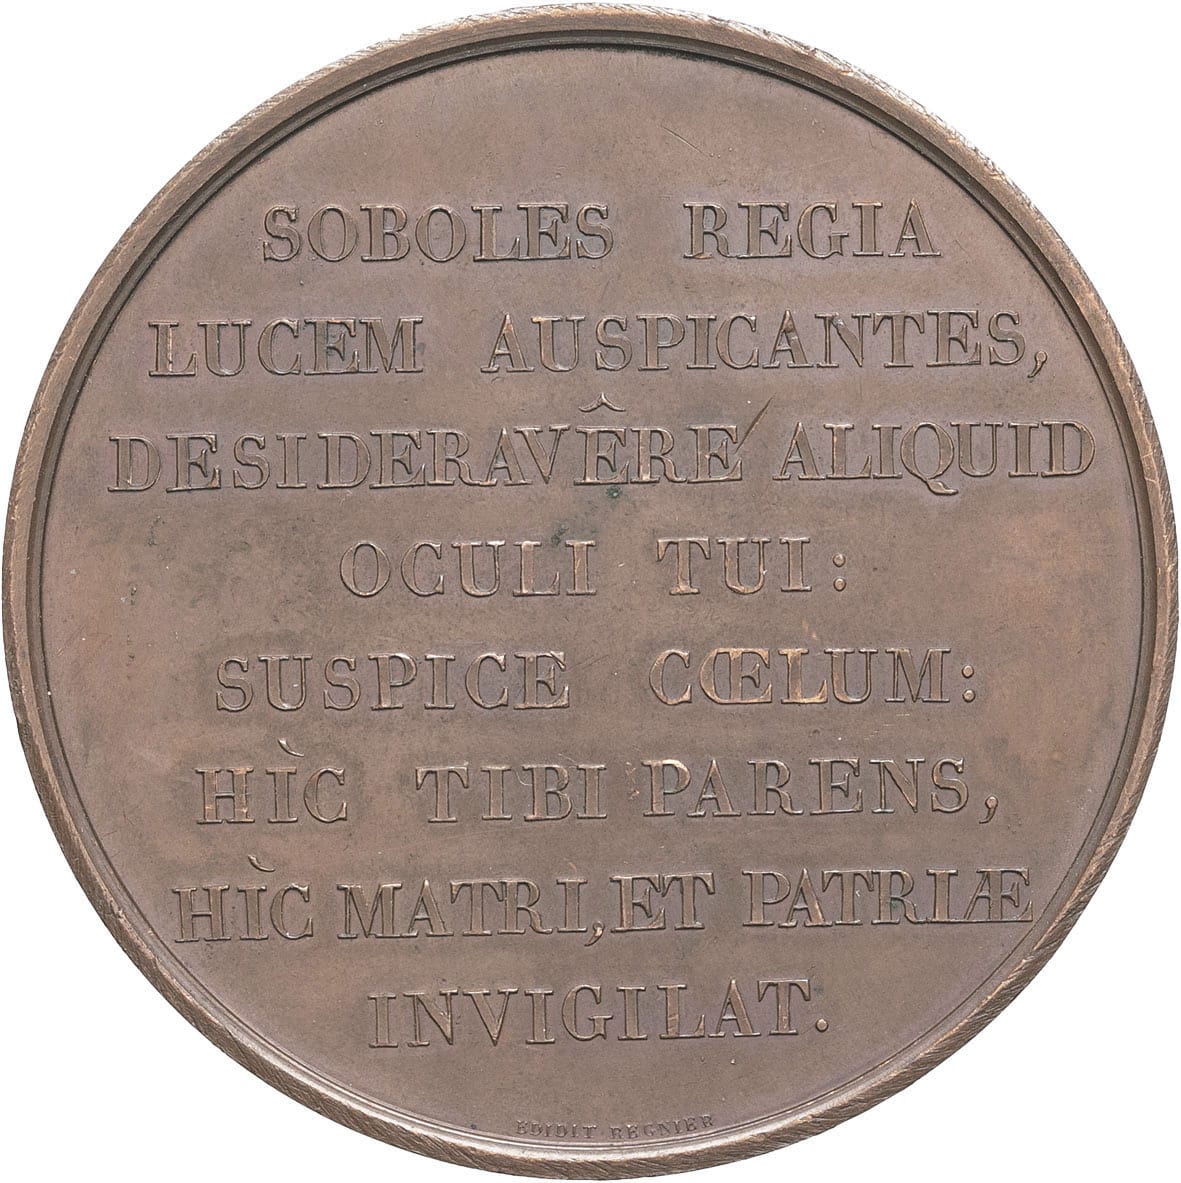 SOBOLES REGIA
LUCEM AUSPICANTES,
DESIDERAVÊRE ALIQUID
OCULI TUI:
SUSPICE CŒLUM:
HÌC TIBI PARENS,
HÌC MATRI, ET PATRIÆ
INVIGILAT.
EDIDIT REGNIER